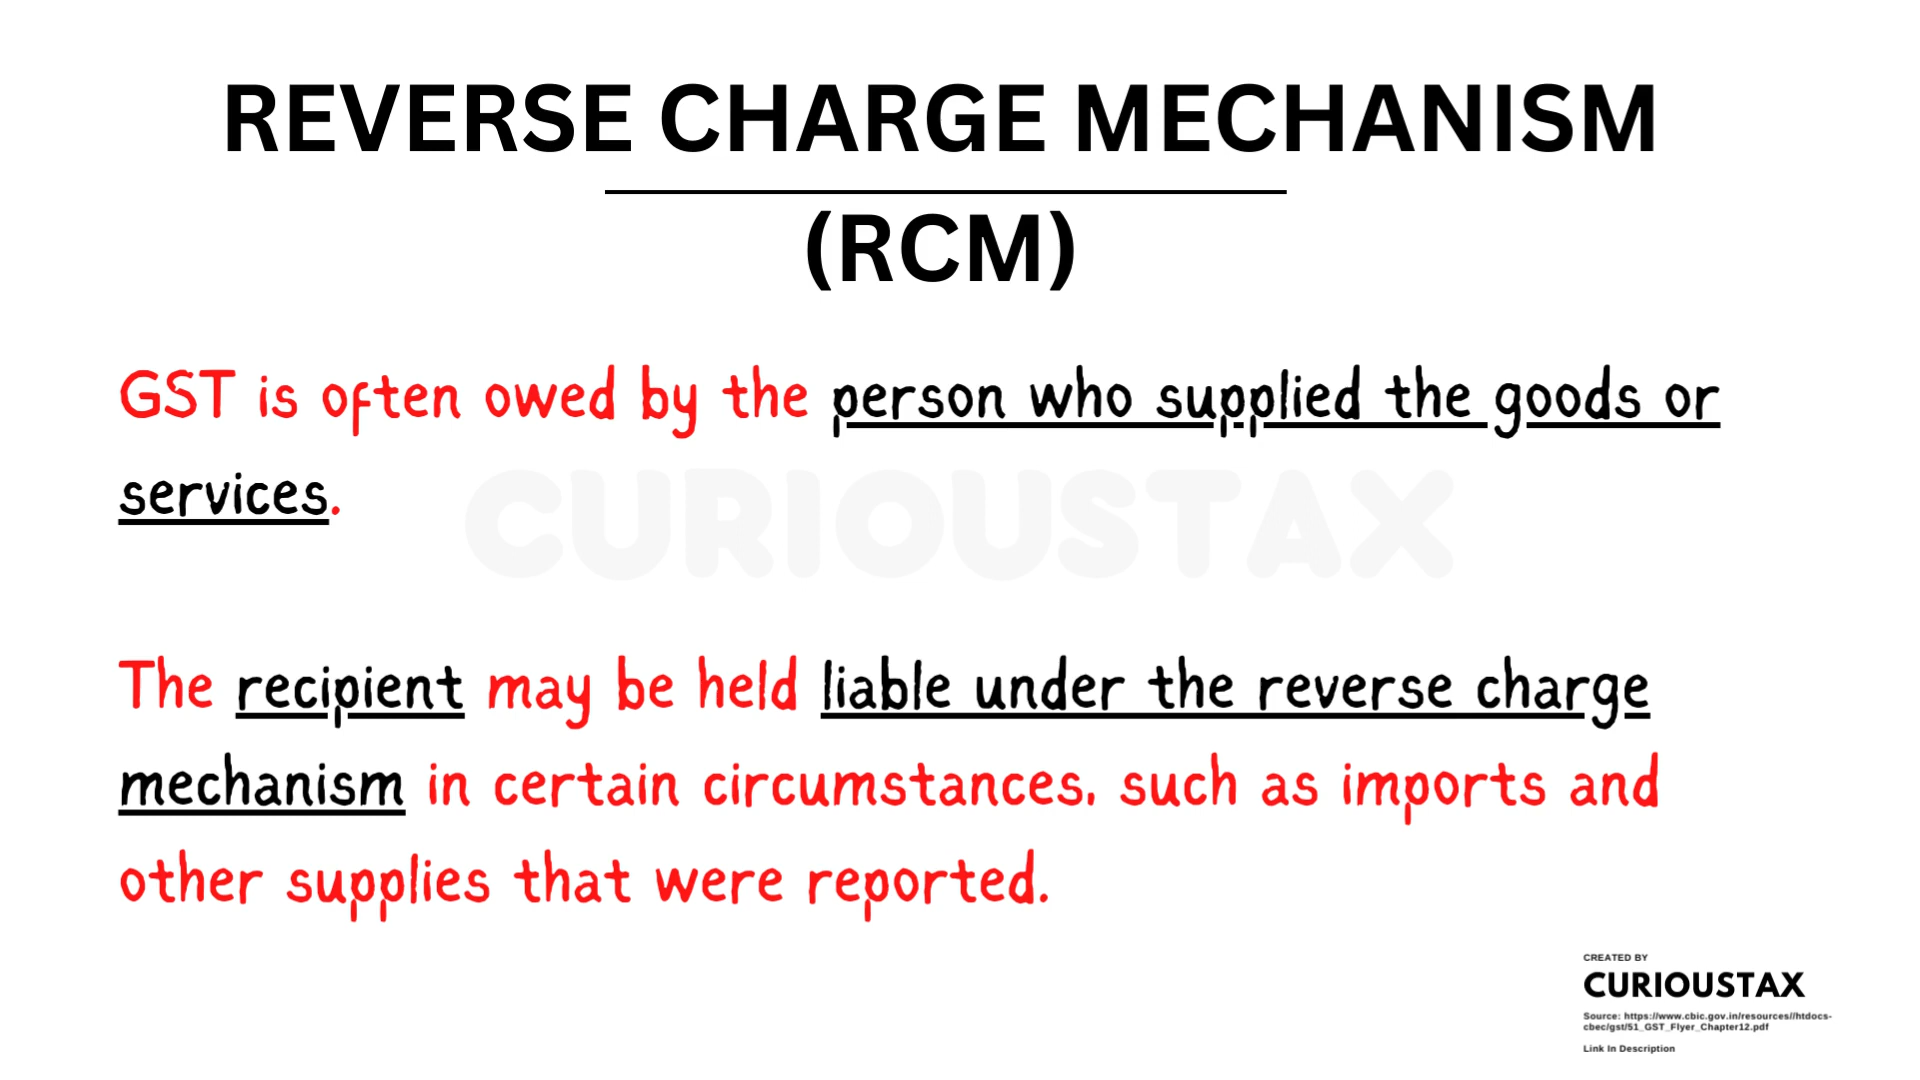 REVERSE CHARGE MECHANISM
(RCM)
GST is often owed by the person who supplied the goods or
services.
CURIOUSTAX
The recipient may be held liable under the reverse charge
mechanism in certain circumstances, such as imports and
other supplies that were reported.
CREATED BY
CURIOUSTAX
Source: https://www.cbic.gov.in/resources//htdocs-
cbec/gst/51_GST_Flyer_Chapter12.pdf
Link In Description